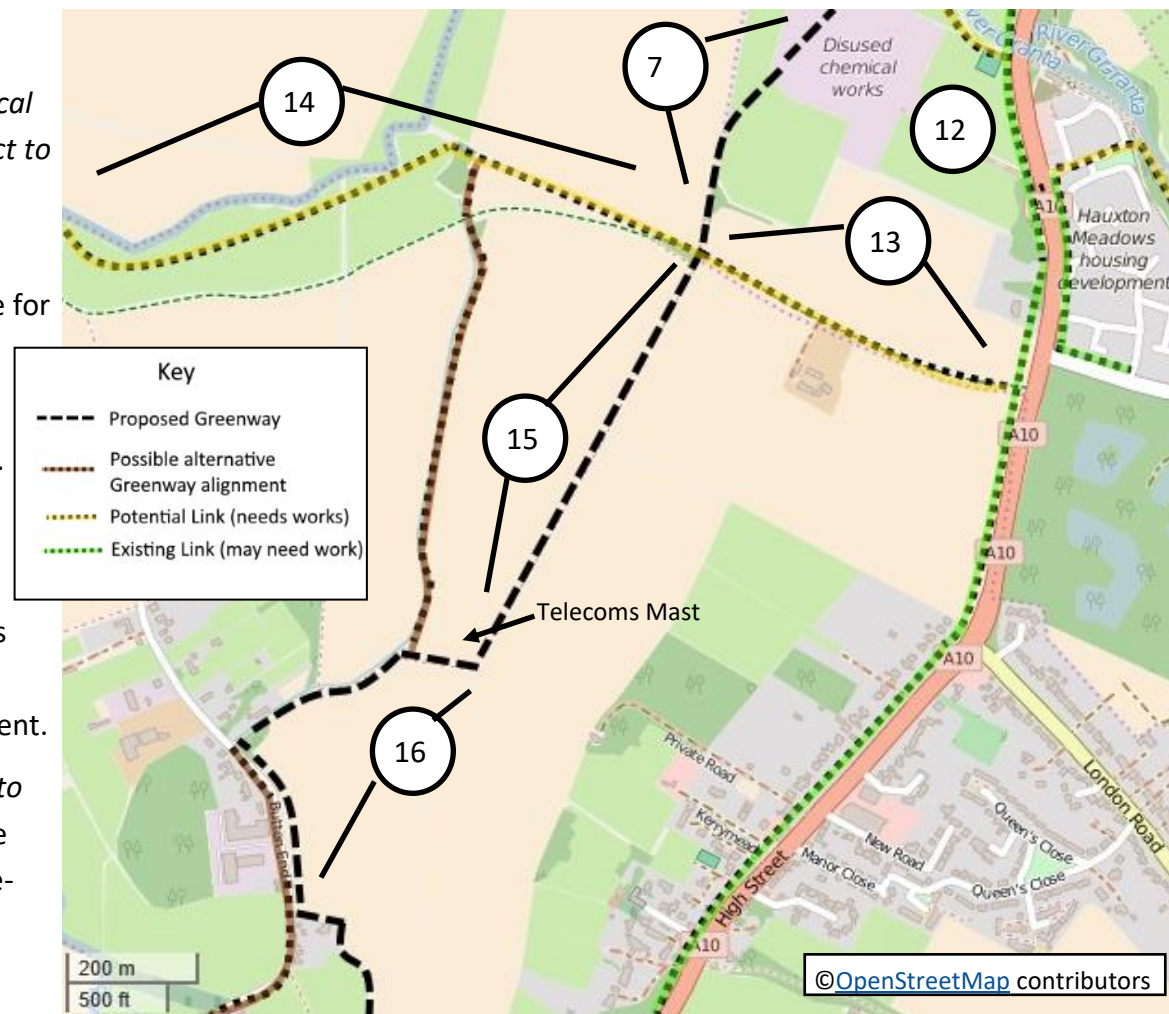 cal
ct to
e for
.
s
ent.
to
e
e-
7
14
12
13
15
16
Disused
chemical
works
River Granta
River Granta
A10
Hauxton
Meadows
housing
development
Key
Proposed Greenway
Possible alternative
Greenway alignment
Potential Link (needs works)
Existing Link (may need work)
A10
A10
Telecoms Mast
A10
London Road
Private Road
Kerrymead
New Road
Manor Close
Queen's Close
Queen's Close
High Street
A10
Button End
200 m
500 ft
©OpenStreetMap contributors